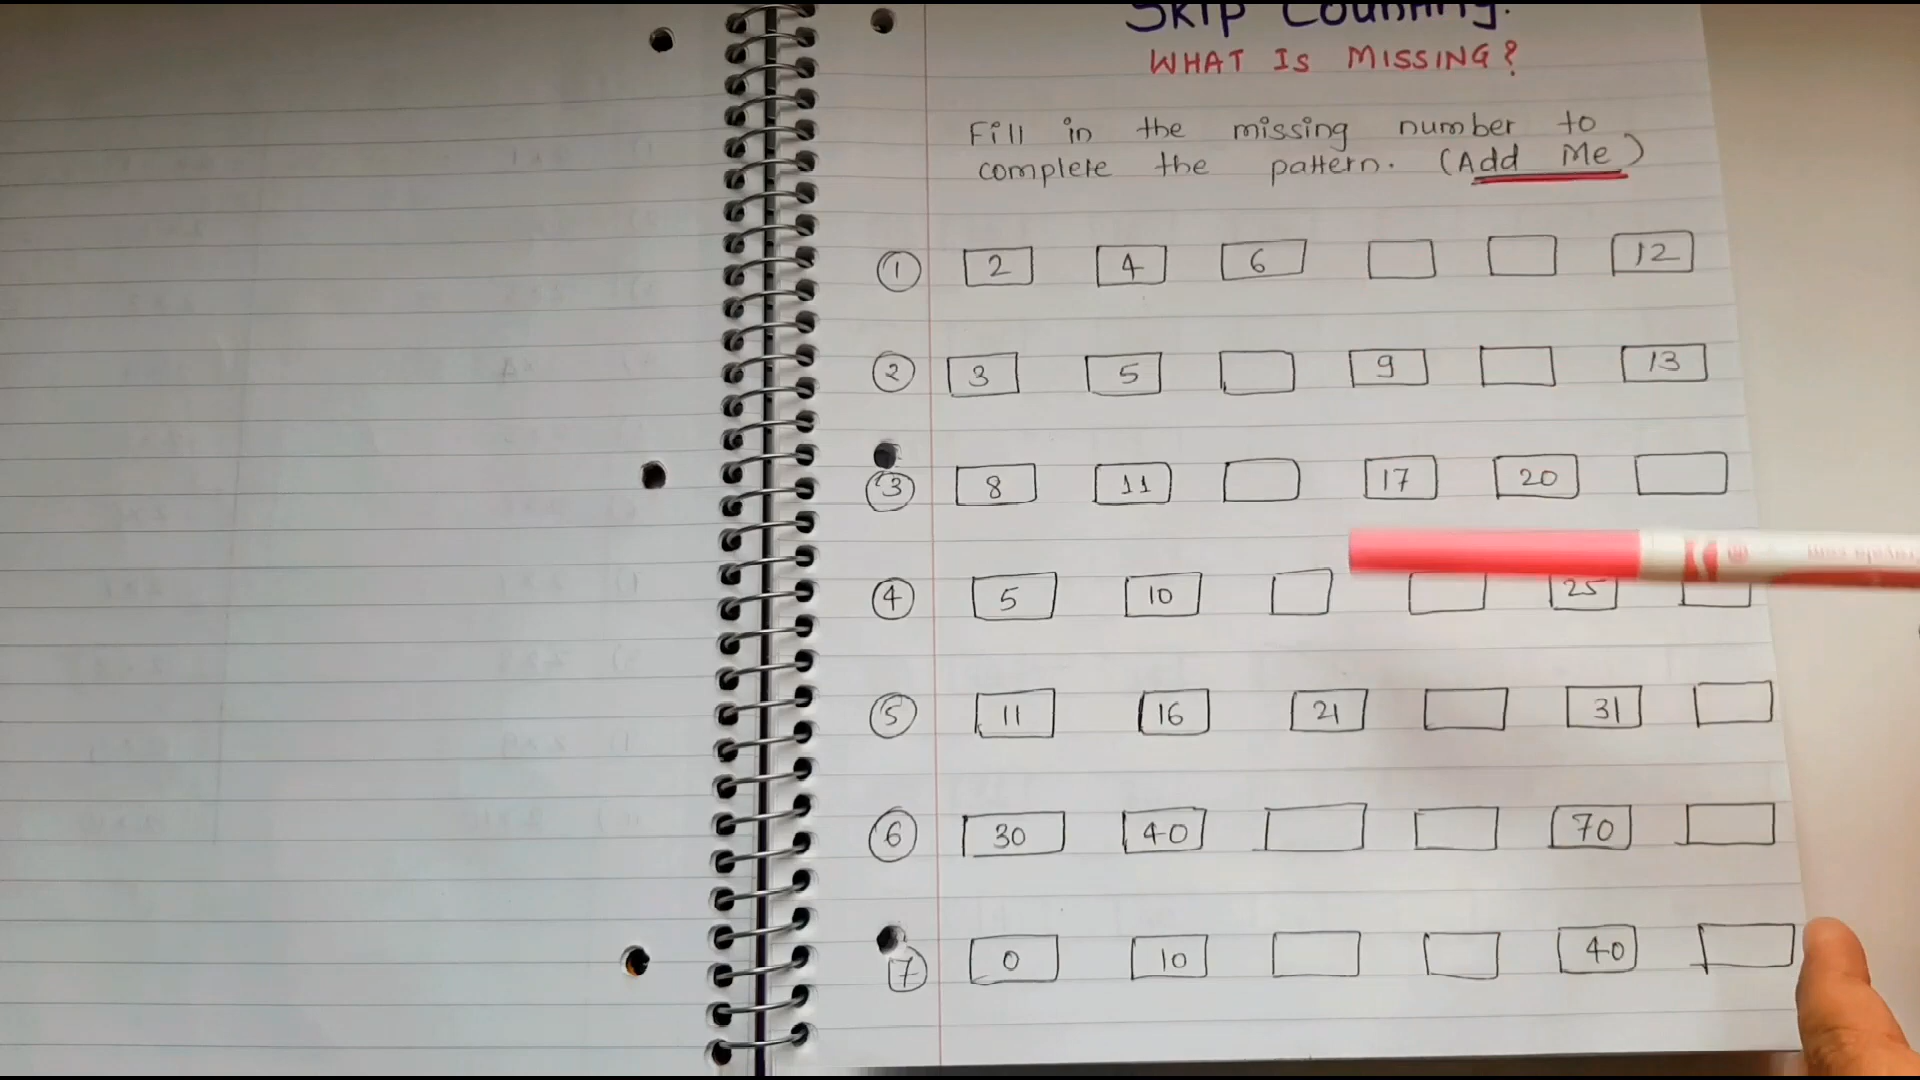 Skip Counting.
WHAT IS MISSING?
Fill in the missing number to
complete the pattern. (Add Me)
1 2 4 6 12
2 3 5 9 13
3 8 11 17 20
4 5 10 25
5 11 16 21 31
6 30 40 70
7 0 10 40